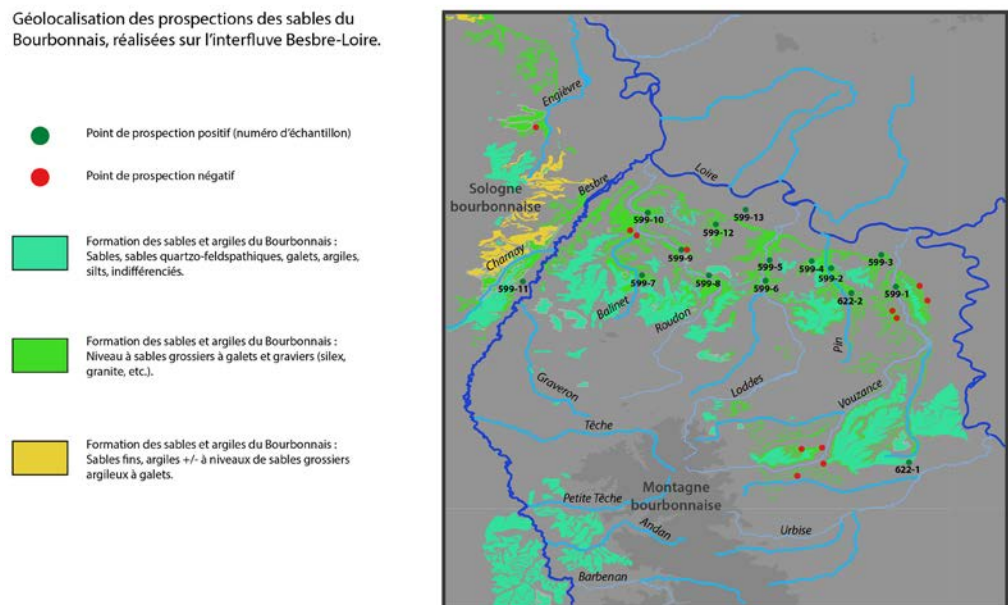 Géolocalisation des prospections des sables du
Bourbonnais, réalisées sur l'interfluve Besbre-Loire.
Point de prospection positif (numéro d'échantillon)
Point de prospection négatif
Formation des sables et argiles du Bourbonnais :
Sables, sables quartzo-feldspathiques, galets, argiles,
silts, indifférenciés.
Formation des sables et argiles du Bourbonnais :
Niveau à sables grossiers à galets et graviers (silex,
granite, etc.).
Formation des sables et argiles du Bourbonnais :
Sables fins, argiles +/- à niveaux de sables grossiers
argileux à galets.
Engièvre
Sologne
bourbonnaise
Besbre
Loire
Charnay
599-10
599-13
599-12
599-9
599-5
599-4
599-3
599-2
599-11
599-7
599-8
599-6
622-2
599-1
Balinet
Roudon
Pin
Graveron
Loddes
Vouzance
Têche
622-1
Montagne
bourbonnaise
Petite Têche
Andan
Urbise
Barbenan